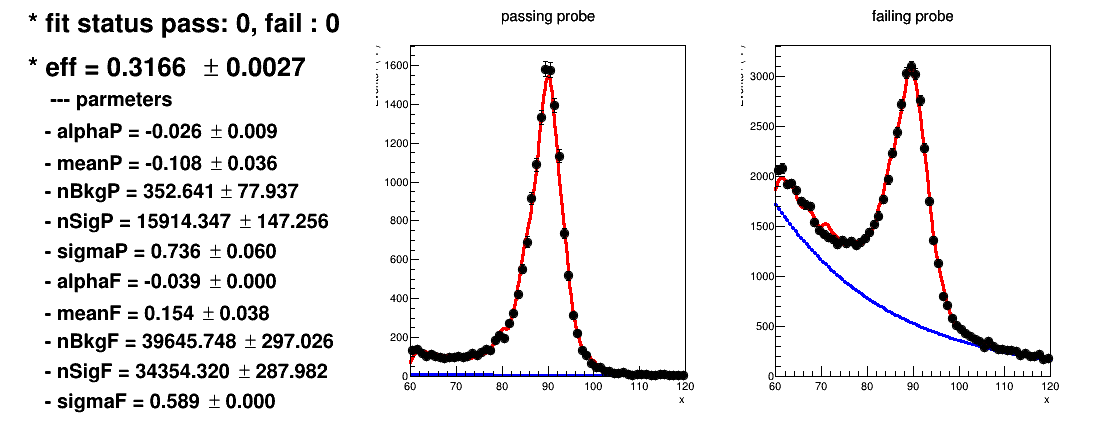 * fit status pass: 0, fail : 0
* eff = 0.3166 ± 0.0027
--- parmeters
- alphaP = -0.026 ± 0.009
- meanP = -0.108 ± 0.036
- nBkgP = 352.641 ± 77.937
- nSigP = 15914.347 ± 147.256
- sigmaP = 0.736 ± 0.060
- alphaF = -0.039 ± 0.000
- meanF = 0.154 ± 0.038
- nBkgF = 39645.748 ± 297.026
- nSigF = 34354.320 ± 287.982
- sigmaF = 0.589 ± 0.000
passing probe
1600
1400
1200
1000
800
600
400
200
0
60 70 80 90 100 110 120
x
failing probe
3000
2500
2000
1500
1000
500
0
60 70 80 90 100 110 120
x